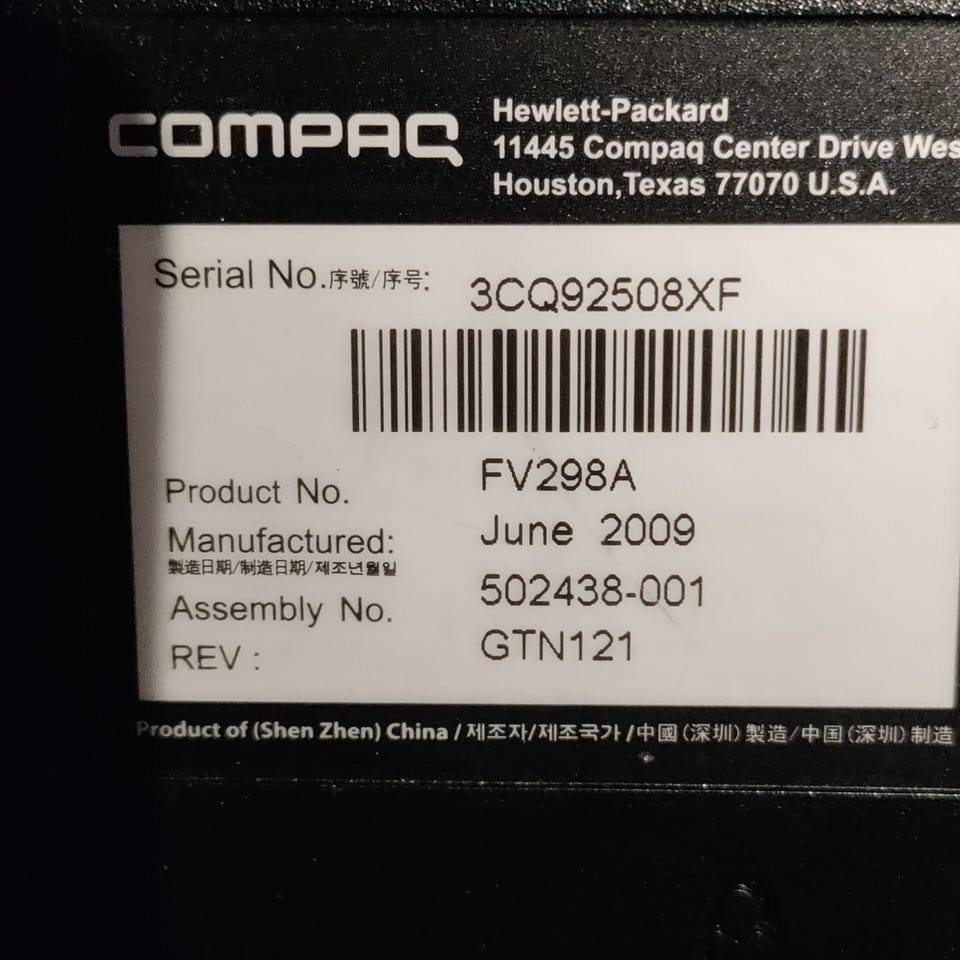 COMPAQ
Hewlett-Packard
11445 Compaq Center Drive Wes
Houston,Texas 77070 U.S.A.
Serial No.序號/序号: 3CQ92508XF
Product No. FV298A
Manufactured: June 2009
製造日期/制造日期/제조년월일
Assembly No. 502438-001
REV : GTN121
Product of (Shen Zhen) China / 제조자/제조국가 /中國(深圳)製造/中国(深圳)制造